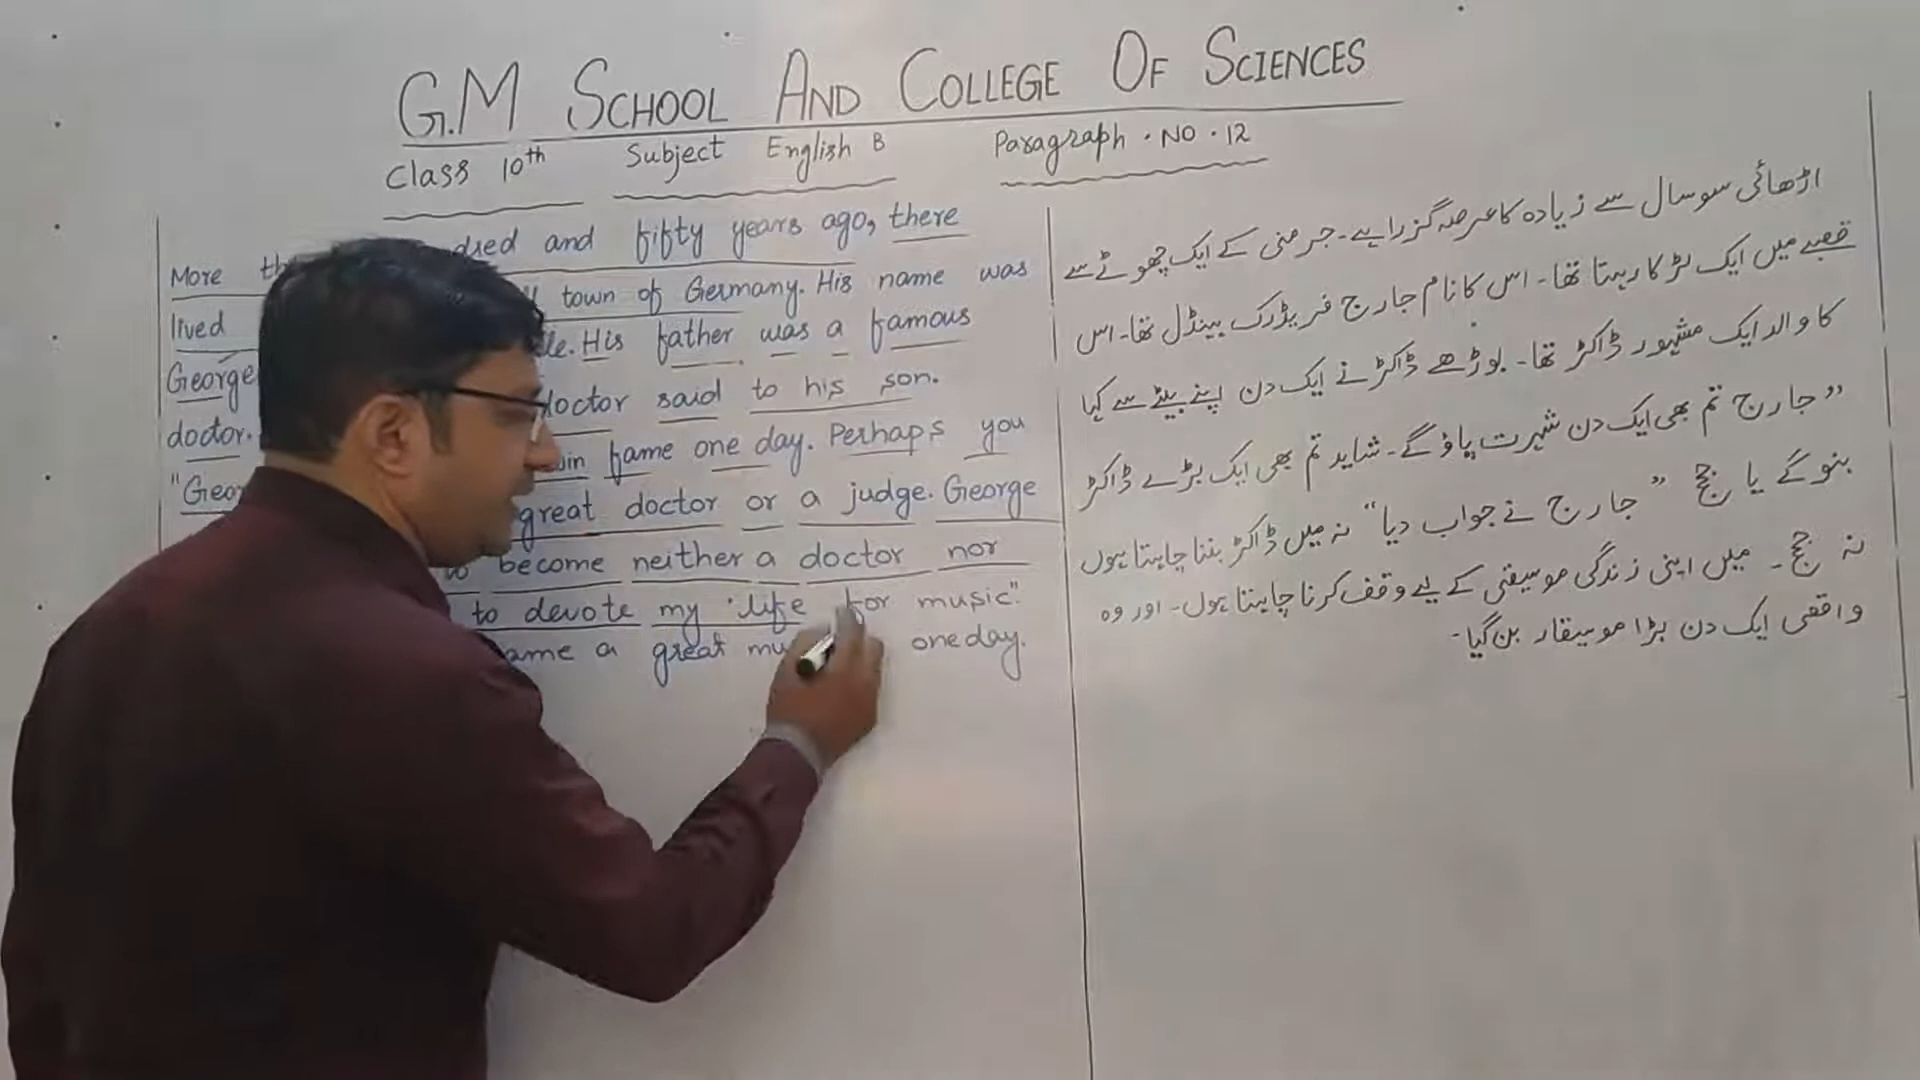 G.M SCHOOL AND COLLEGE OF SCIENCES
Class 10th Subject English B Paragraph . NO . 12
More and fifty years ago, there
lived town of Germany. His name was
George His father was a famous
doctor. doctor said to his son.
fame one day. Perhaps you
great doctor or a judge. George
become neither a doctor nor
to devote my life for music."
a great one day.
اڑھائی سو سال سے زیادہ کا عرصہ گزرا ہے۔ جرمنی کے ایک چھوٹے سے
قصبے میں ایک لڑکا رہتا تھا۔ اس کا نام جارج فریڈرک ہینڈل تھا۔ اس
کا والد ایک مشہور ڈاکٹر تھا۔ بوڑھے ڈاکٹر نے ایک دن اپنے بیٹے سے کہا
”جارج تم بھی ایک دن شہرت پاؤ گے۔ شاید تم بھی ایک بڑے ڈاکٹر
بنو گے یا جج“ جارج نے جواب دیا“ نہ میں ڈاکٹر بننا چاہتا ہوں
نہ جج۔ میں اپنی زندگی موسیقی کے لیے وقف کرنا چاہتا ہوں۔ اور وہ
واقعی ایک دن بڑا موسیقار بن گیا۔